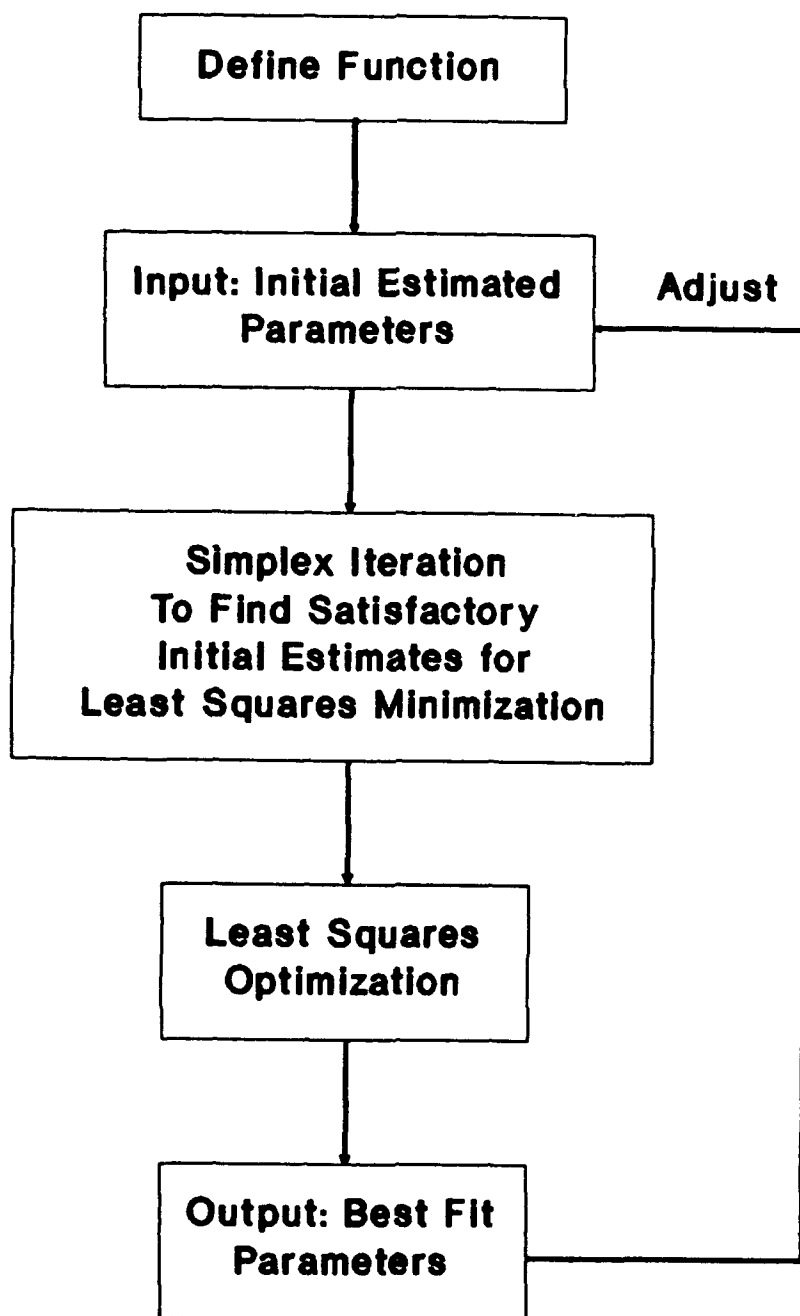 Define Function
Input: Initial Estimated
Parameters
Adjust
Simplex Iteration
To Find Satisfactory
Initial Estimates for
Least Squares Minimization
Least Squares
Optimization
Output: Best Fit
Parameters